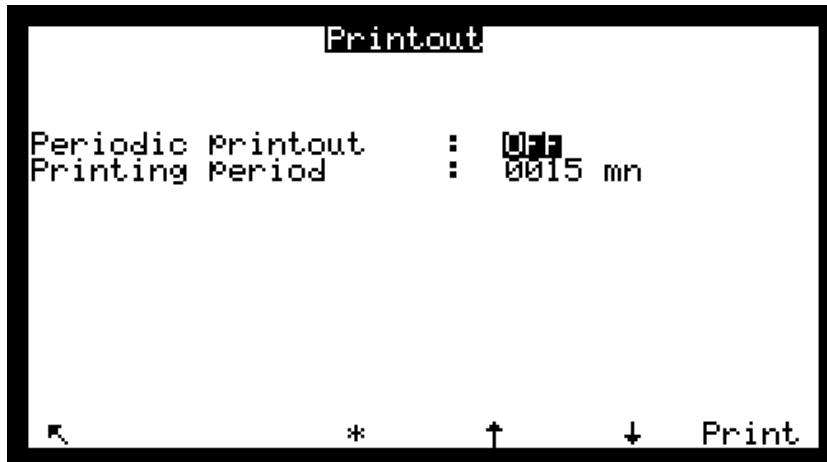 Printout
Periodic printout : OFF
Printing period : 0015 mn
↖ * ↑ ↓ Print